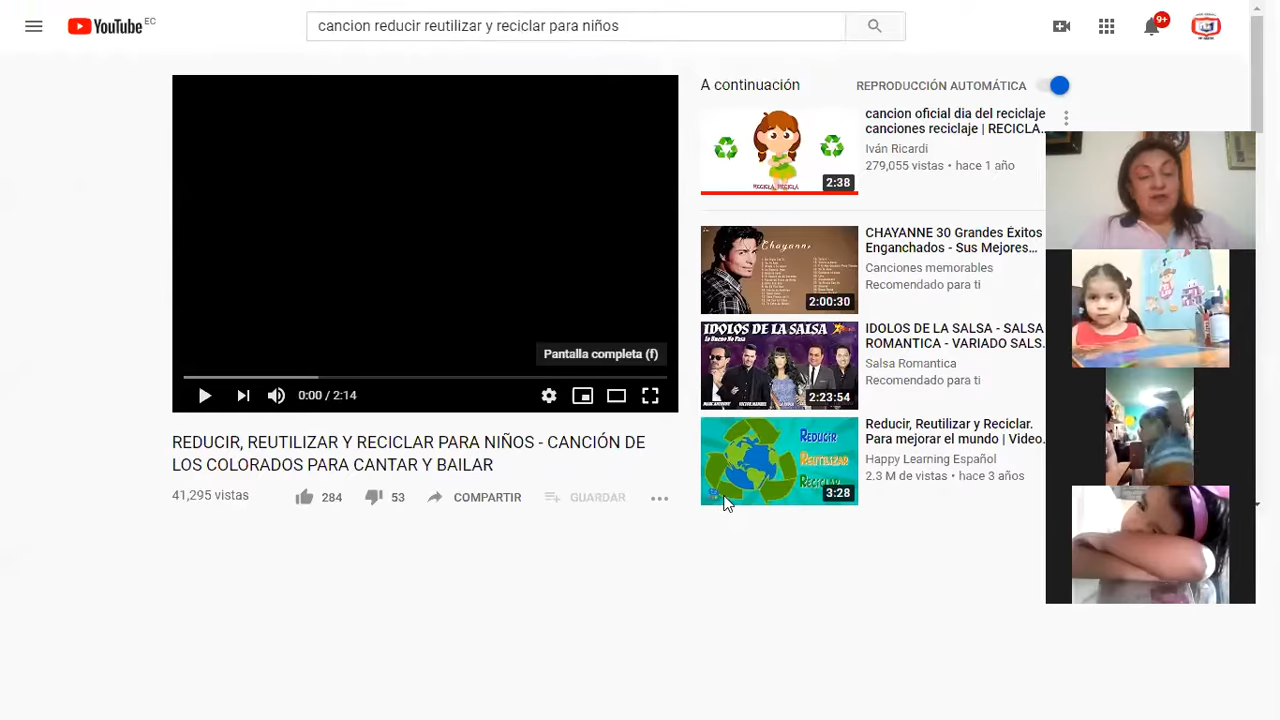 YouTube EC
cancion reducir reutilizar y reciclar para niños
9+
A continuación
REPRODUCCIÓN AUTOMÁTICA
RECICLA, RECICLA
2:38
cancion oficial dia del reciclaje
canciones reciclaje | RECICLA...
Iván Ricardi
279,055 vistas • hace 1 año
Chayanne
2:00:30
CHAYANNE 30 Grandes Éxitos
Enganchados - Sus Mejores...
Canciones memorables
Recomendado para ti
IDOLOS DE LA SALSA
2:23:54
IDOLOS DE LA SALSA - SALSA
ROMANTICA - VARIADO SALS.
Salsa Romantica
Recomendado para ti
REDUCIR
REUTILIZAR
RECICLAR
3:28
Reducir, Reutilizar y Reciclar.
Para mejorar el mundo | Video.
Happy Learning Español
2.3 M de vistas • hace 3 años
Pantalla completa (f)
0:00 / 2:14
REDUCIR, REUTILIZAR Y RECICLAR PARA NIÑOS - CANCIÓN DE
LOS COLORADOS PARA CANTAR Y BAILAR
41,295 vistas
284
53
COMPARTIR
GUARDAR